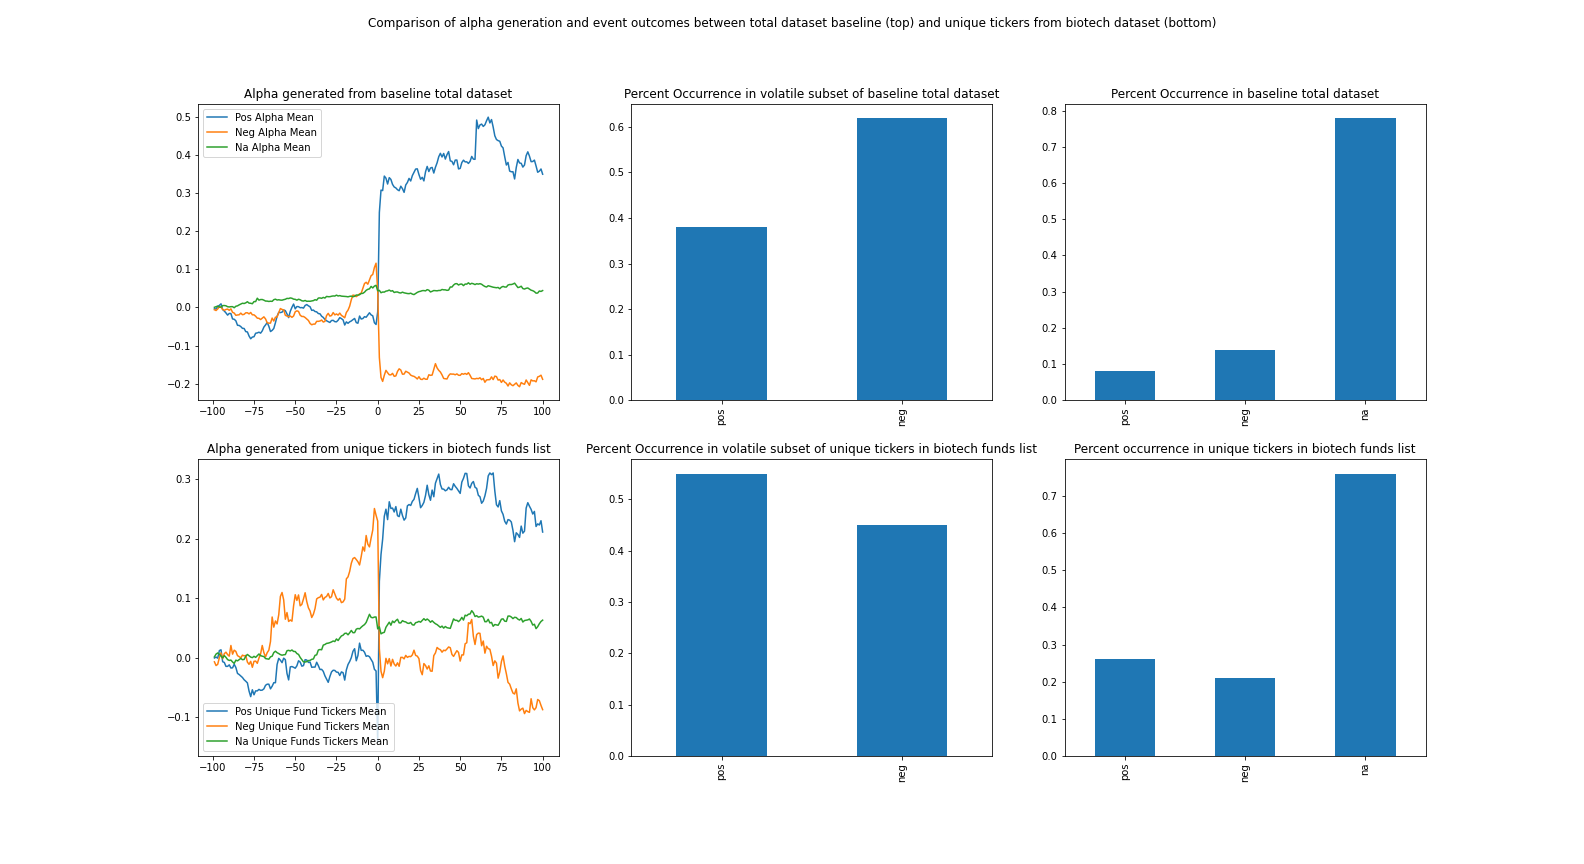 Comparison of alpha generation and event outcomes between total dataset baseline (top) and unique tickers from biotech dataset (bottom)
Alpha generated from baseline total dataset
0.5
0.4
0.3
0.2
0.1
0.0
−0.1
−0.2
Pos Alpha Mean
Neg Alpha Mean
Na Alpha Mean
−100
−75
−50
−25
0
25
50
75
100
Percent Occurrence in volatile subset of baseline total dataset
0.6
0.5
0.4
0.3
0.2
0.1
0.0
pos
neg
Percent Occurrence in baseline total dataset
0.8
0.7
0.6
0.5
0.4
0.3
0.2
0.1
0.0
pos
neg
na
Alpha generated from unique tickers in biotech funds list
0.3
0.2
0.1
0.0
−0.1
Pos Unique Fund Tickers Mean
Neg Unique Fund Tickers Mean
Na Unique Funds Tickers Mean
−100
−75
−50
−25
0
25
50
75
100
Percent Occurrence in volatile subset of unique tickers in biotech funds list
0.5
0.4
0.3
0.2
0.1
0.0
pos
neg
Percent occurrence in unique tickers in biotech funds list
0.7
0.6
0.5
0.4
0.3
0.2
0.1
0.0
pos
neg
na